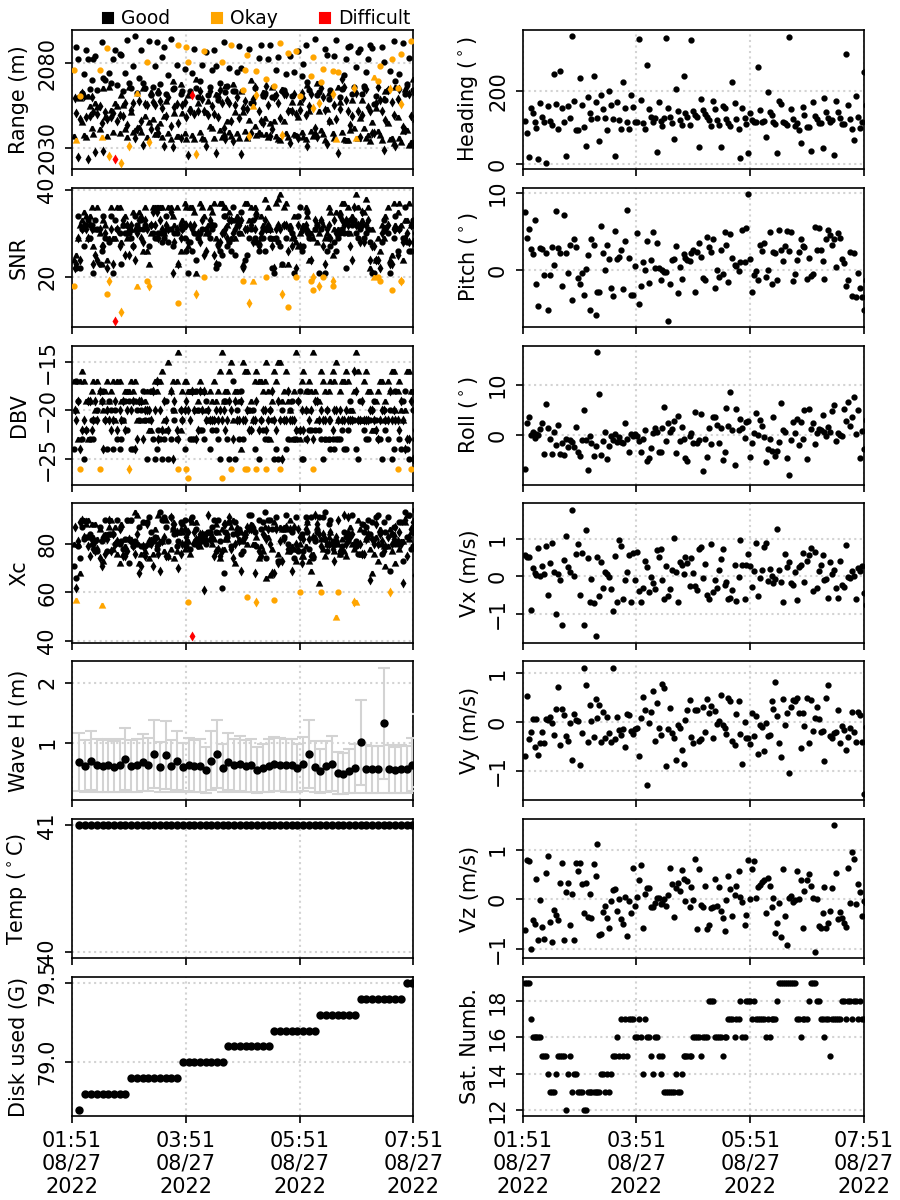 Good Okay Difficult
Range (m)
2080
2030
Heading (°)
200
0
SNR
40
20
Pitch (°)
10
0
DBV
−15
−20
−25
Roll (°)
10
0
Xc
80
60
40
Vx (m/s)
1
0
−1
Wave H (m)
2
1
Vy (m/s)
1
0
−1
Temp (°C)
41
40
Vz (m/s)
1
0
−1
Disk used (G)
79.5
79.0
Sat. Numb.
18
16
14
12
01:51 03:51 05:51 07:51 01:51 03:51 05:51 07:51
08/27 08/27 08/27 08/27 08/27 08/27 08/27 08/27
2022 2022 2022 2022 2022 2022 2022 2022